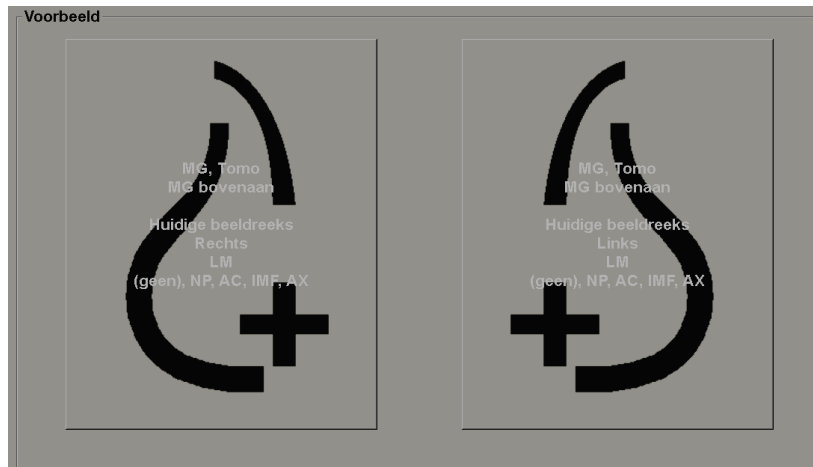 Voorbeeld
MG, Tomo
MG bovenaan
Huidige beeldreeks
Rechts
LM
(geen), NP, AC, IMF, AX
MG, Tomo
MG bovenaan
Huidige beeldreeks
Links
LM
(geen), NP, AC, IMF, AX